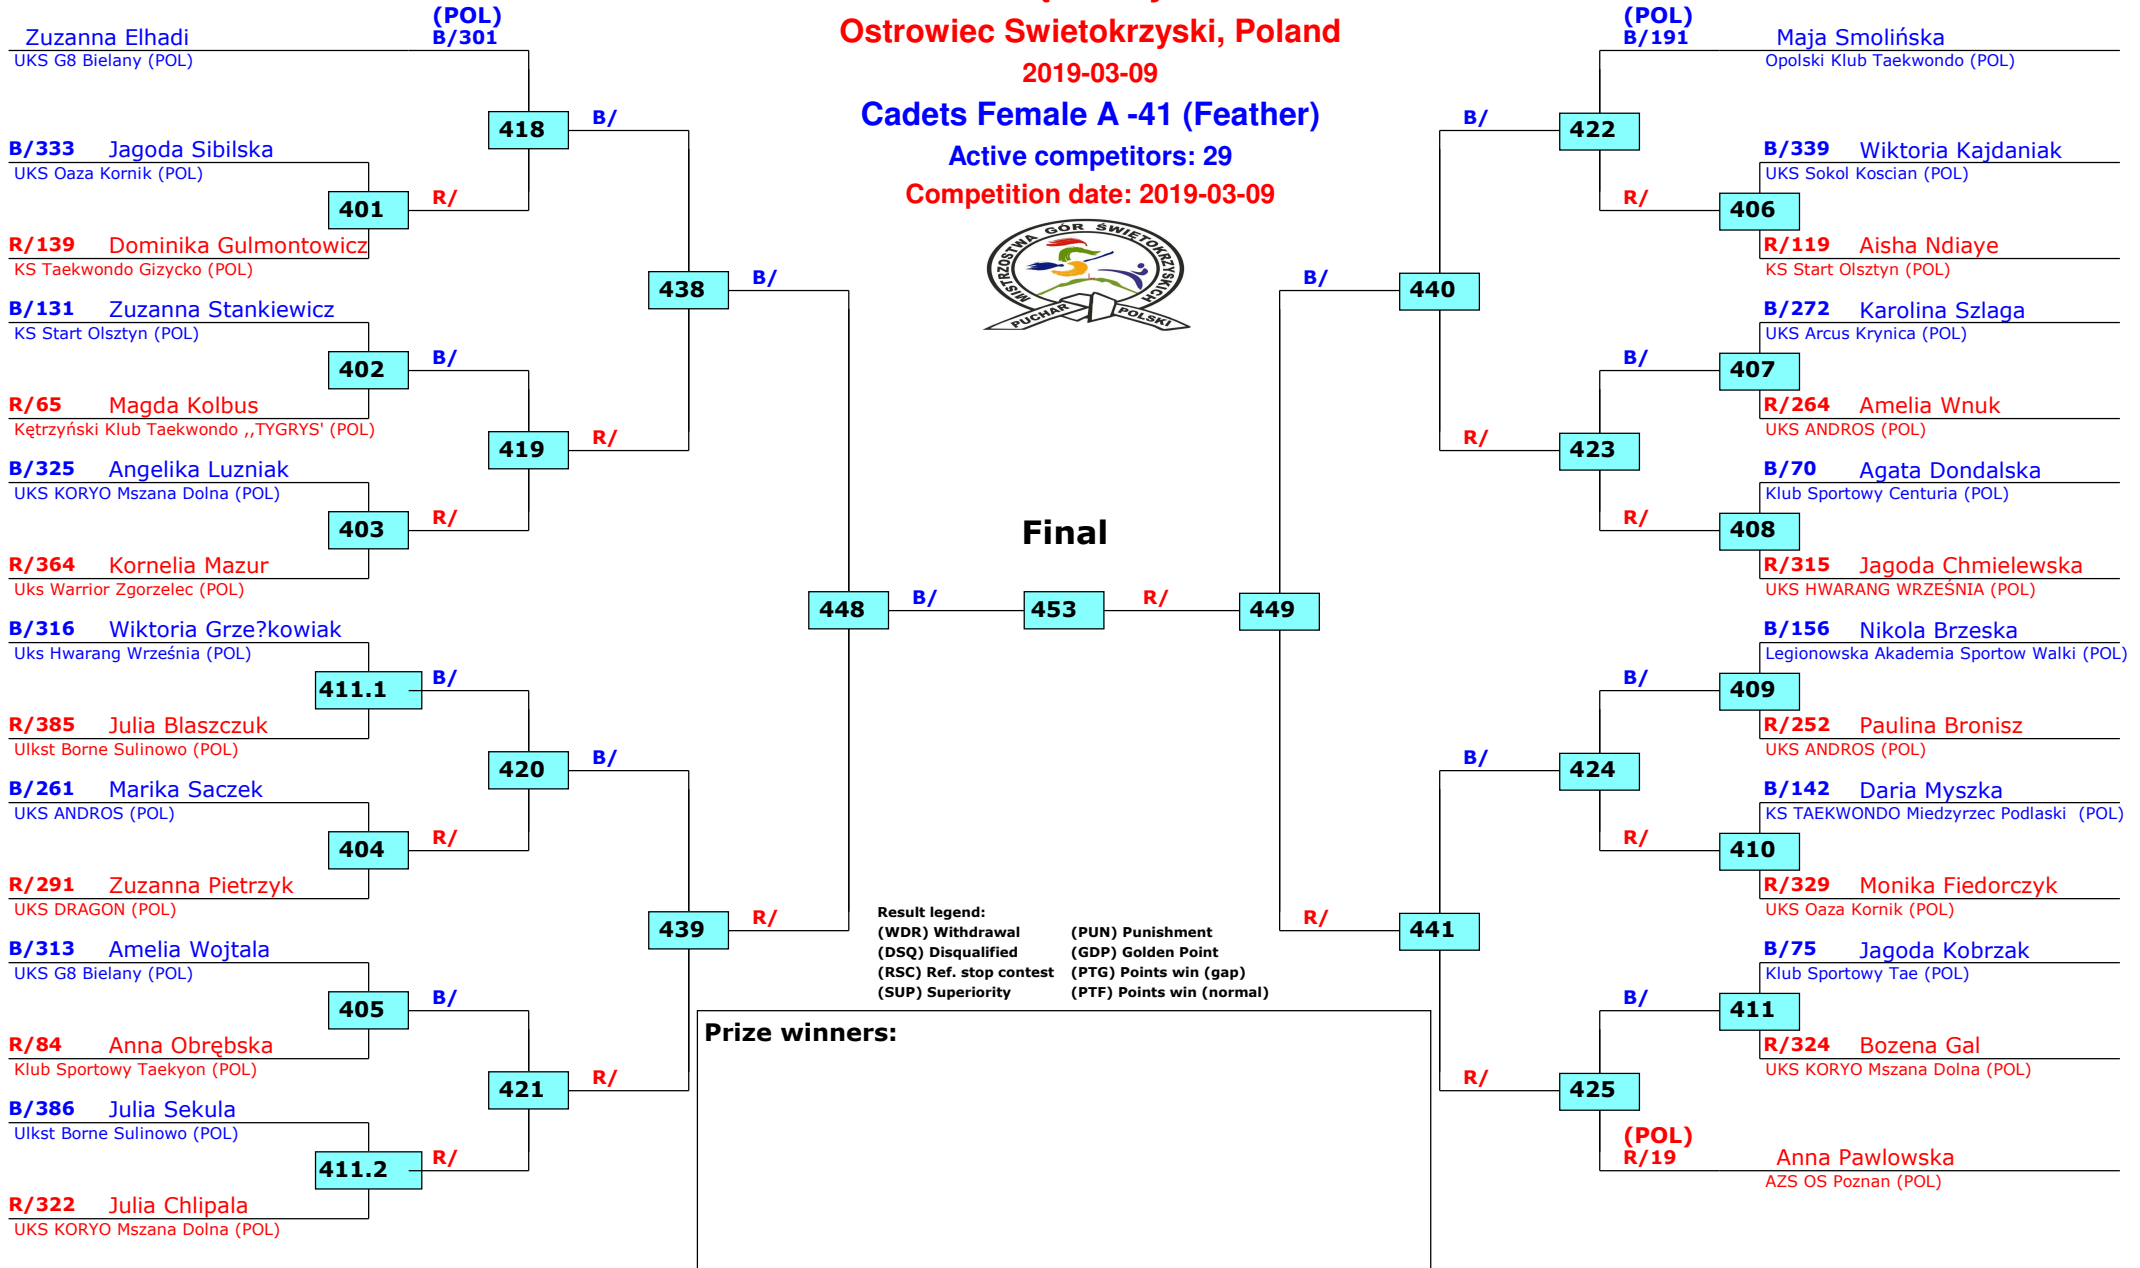 Ostrowiec Swietokrzyski, Poland
2019-03-09
Cadets Female A -41 (Feather)
Active competitors: 29
Competition date: 2019-03-09
MISTRZOSTWA GÓR ŚWIĘTOKRZYSKICH
PUCHAR POLSKI
(POL)
Zuzanna Elhadi B/301
UKS G8 Bielany (POL)
418 B/
B/333 Jagoda Sibilska
UKS Oaza Kornik (POL)
401 R/
R/139 Dominika Gulmontowicz
KS Taekwondo Gizycko (POL)
438 B/
B/131 Zuzanna Stankiewicz
KS Start Olsztyn (POL)
402 B/
R/65 Magda Kolbus
Kętrzyński Klub Taekwondo ,,TYGRYS' (POL)
419 R/
B/325 Angelika Luzniak
UKS KORYO Mszana Dolna (POL)
403 R/
R/364 Kornelia Mazur
Uks Warrior Zgorzelec (POL)
B/316 Wiktoria Grze?kowiak
Uks Hwarang Września (POL)
411.1 B/
R/385 Julia Blaszczuk
Ulkst Borne Sulinowo (POL)
420 B/
B/261 Marika Saczek
UKS ANDROS (POL)
404 R/
R/291 Zuzanna Pietrzyk
UKS DRAGON (POL)
439 R/
B/313 Amelia Wojtala
UKS G8 Bielany (POL)
405 B/
R/84 Anna Obrębska
Klub Sportowy Taekyon (POL)
421 R/
B/386 Julia Sekula
Ulkst Borne Sulinowo (POL)
411.2 R/
R/322 Julia Chlipala
UKS KORYO Mszana Dolna (POL)
Final
448 B/ 453 R/ 449
(POL)
B/191 Maja Smolińska
Opolski Klub Taekwondo (POL)
B/ 422
B/339 Wiktoria Kajdaniak
UKS Sokol Koscian (POL)
R/ 406
R/119 Aisha Ndiaye
KS Start Olsztyn (POL)
B/ 440
B/272 Karolina Szlaga
UKS Arcus Krynica (POL)
B/ 407
R/264 Amelia Wnuk
UKS ANDROS (POL)
R/ 423
B/70 Agata Dondalska
Klub Sportowy Centuria (POL)
R/ 408
R/315 Jagoda Chmielewska
UKS HWARANG WRZEŚNIA (POL)
B/156 Nikola Brzeska
Legionowska Akademia Sportow Walki (POL)
B/ 409
R/252 Paulina Bronisz
UKS ANDROS (POL)
B/ 424
B/142 Daria Myszka
KS TAEKWONDO Miedzyrzec Podlaski (POL)
R/ 410
R/329 Monika Fiedorczyk
UKS Oaza Kornik (POL)
R/ 441
B/75 Jagoda Kobrzak
Klub Sportowy Tae (POL)
B/ 411
R/324 Bozena Gal
UKS KORYO Mszana Dolna (POL)
R/ 425
(POL)
R/19 Anna Pawlowska
AZS OS Poznan (POL)
Result legend:
(WDR) Withdrawal (PUN) Punishment
(DSQ) Disqualified (GDP) Golden Point
(RSC) Ref. stop contest (PTG) Points win (gap)
(SUP) Superiority (PTF) Points win (normal)
Prize winners: